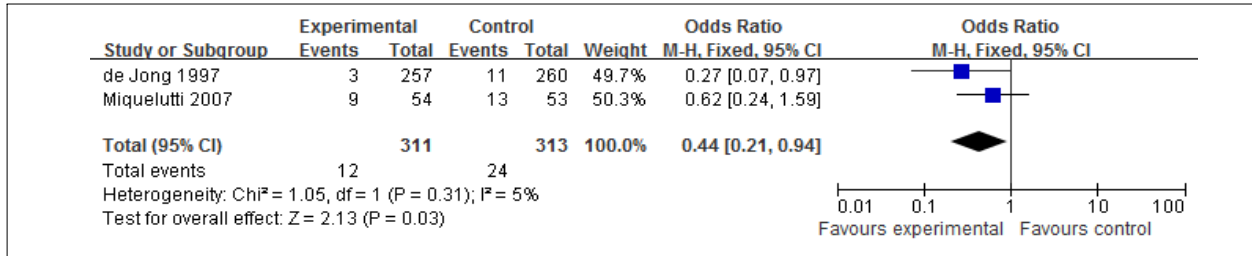 Experimental Control Odds Ratio Odds Ratio
Study or Subgroup Events Total Events Total Weight M-H, Fixed, 95% CI M-H, Fixed, 95% CI
de Jong 1997 3 257 11 260 49.7% 0.27 [0.07, 0.97]
Miquelutti 2007 9 54 13 53 50.3% 0.62 [0.24, 1.59]
Total (95% CI) 311 313 100.0% 0.44 [0.21, 0.94]
Total events 12 24
Heterogeneity: Chi² = 1.05, df = 1 (P = 0.31); I² = 5%
Test for overall effect: Z = 2.13 (P = 0.03)
0.01 0.1 1 10 100
Favours experimental Favours control